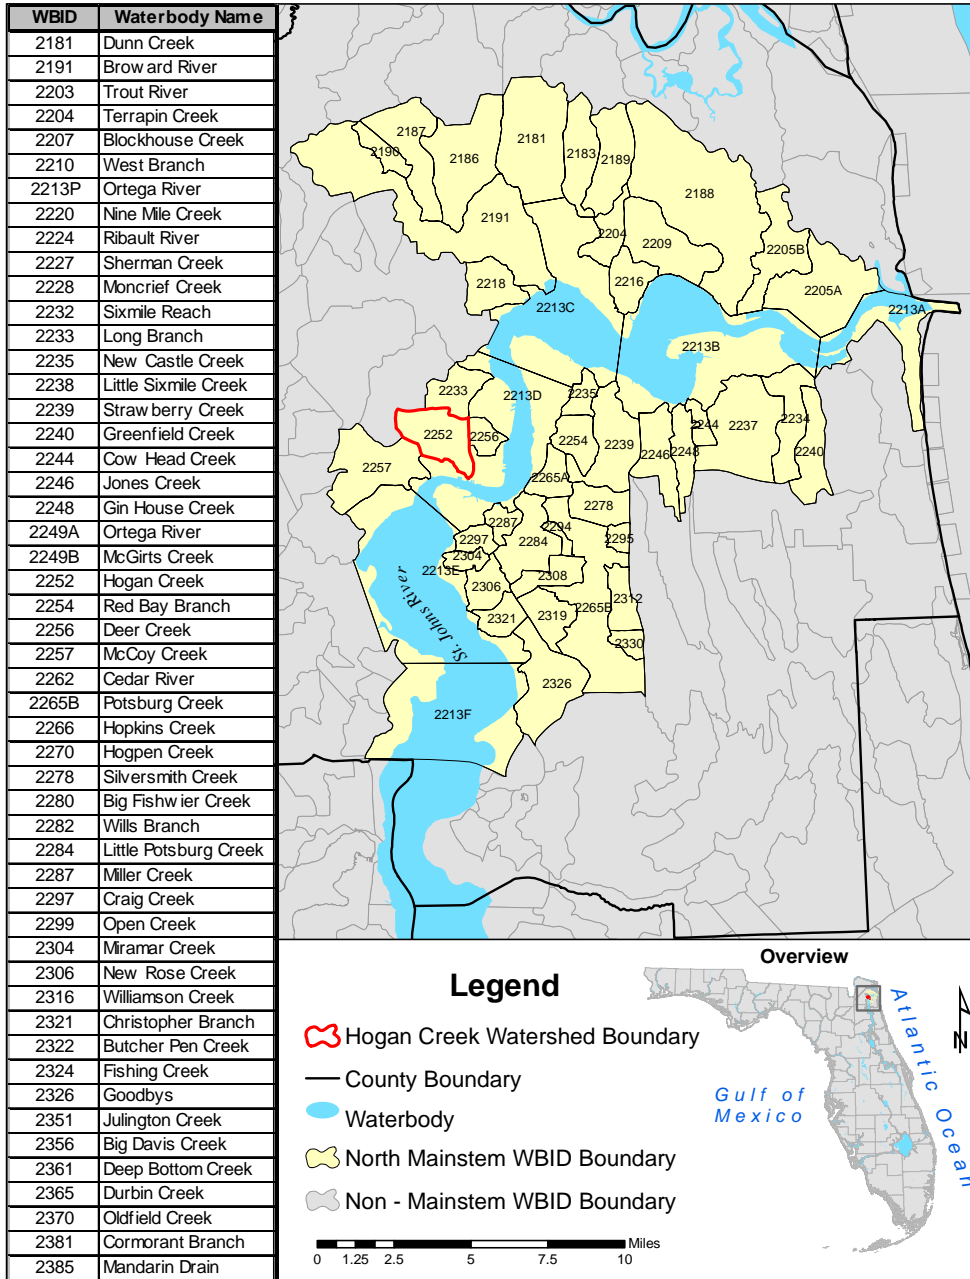 WBID Waterbody Name
2181 Dunn Creek
2191 Broward River
2203 Trout River
2204 Terrapin Creek
2207 Blockhouse Creek
2210 West Branch
2213P Ortega River
2220 Nine Mile Creek
2224 Ribault River
2227 Sherman Creek
2228 Moncrief Creek
2232 Sixmile Reach
2233 Long Branch
2235 New Castle Creek
2238 Little Sixmile Creek
2239 Strawberry Creek
2240 Greenfield Creek
2244 Cow Head Creek
2246 Jones Creek
2248 Gin House Creek
2249A Ortega River
2249B McGirts Creek
2252 Hogan Creek
2254 Red Bay Branch
2256 Deer Creek
2257 McCoy Creek
2262 Cedar River
2265B Potsburg Creek
2266 Hopkins Creek
2270 Hogpen Creek
2278 Silversmith Creek
2280 Big Fishwier Creek
2282 Wills Branch
2284 Little Potsburg Creek
2287 Miller Creek
2297 Craig Creek
2299 Open Creek
2304 Miramar Creek
2306 New Rose Creek
2316 Williamson Creek
2321 Christopher Branch
2322 Butcher Pen Creek
2324 Fishing Creek
2326 Goodbys
2351 Julington Creek
2356 Big Davis Creek
2361 Deep Bottom Creek
2365 Durbin Creek
2370 Oldfield Creek
2381 Cormorant Branch
2385 Mandarin Drain
2187
2190
2186
2181
2183
2189
2188
2191
2204
2209
2205B
2205A
2218
2216
2213C
2213A
2213B
2233
2213D
2235
2252
2256
2254
2239
2244
2237
2234
2246
2248
2240
2257
2265A
2278
2287
2294
2297
2284
2295
2304
2213E
2308
2306
2312
2319
2265B
2321
2330
St. Johns River
2326
2213F
Legend
Hogan Creek Watershed Boundary
County Boundary
Waterbody
North Mainstem WBID Boundary
Non - Mainstem WBID Boundary
0 1.25 2.5 5 7.5 10 Miles
Overview
Gulf of
Mexico
Atlantic Ocean
N